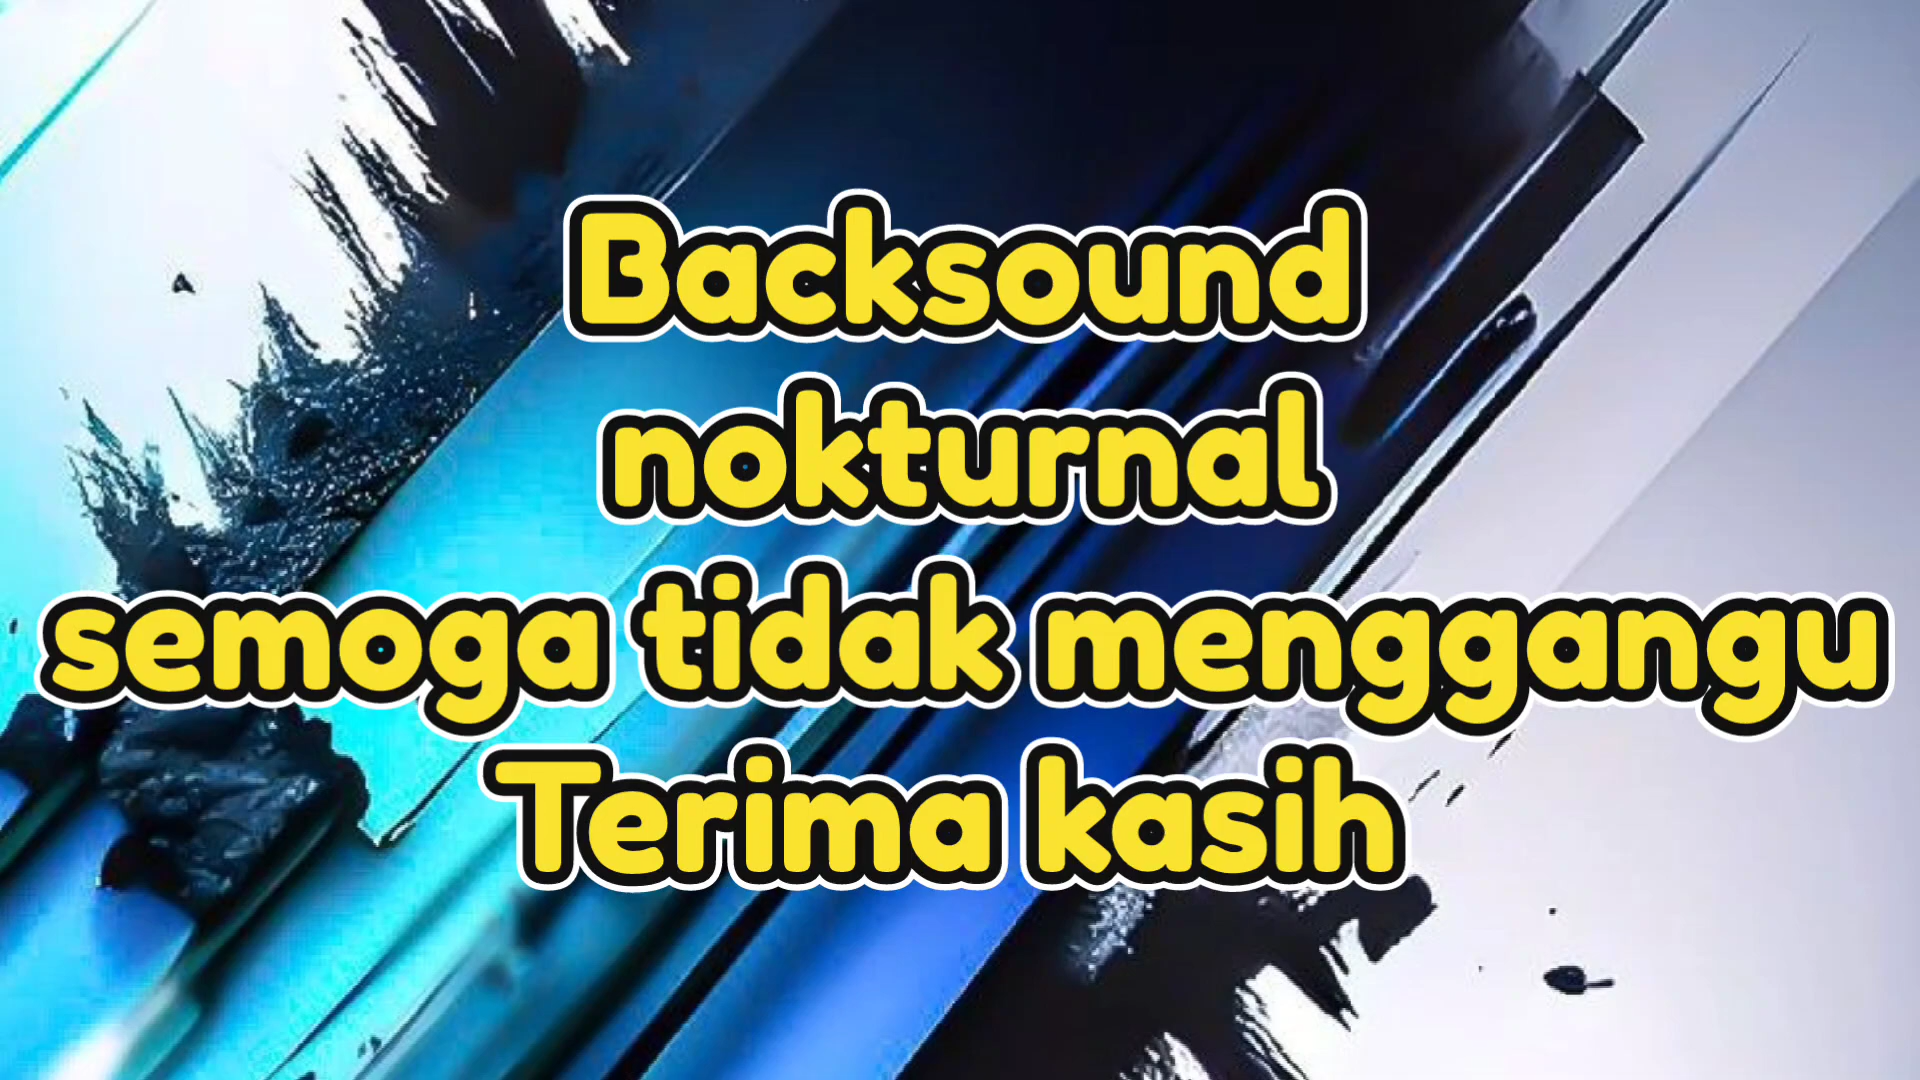 Backsound
nokturnal
semoga tidak menggangu
Terima kasih